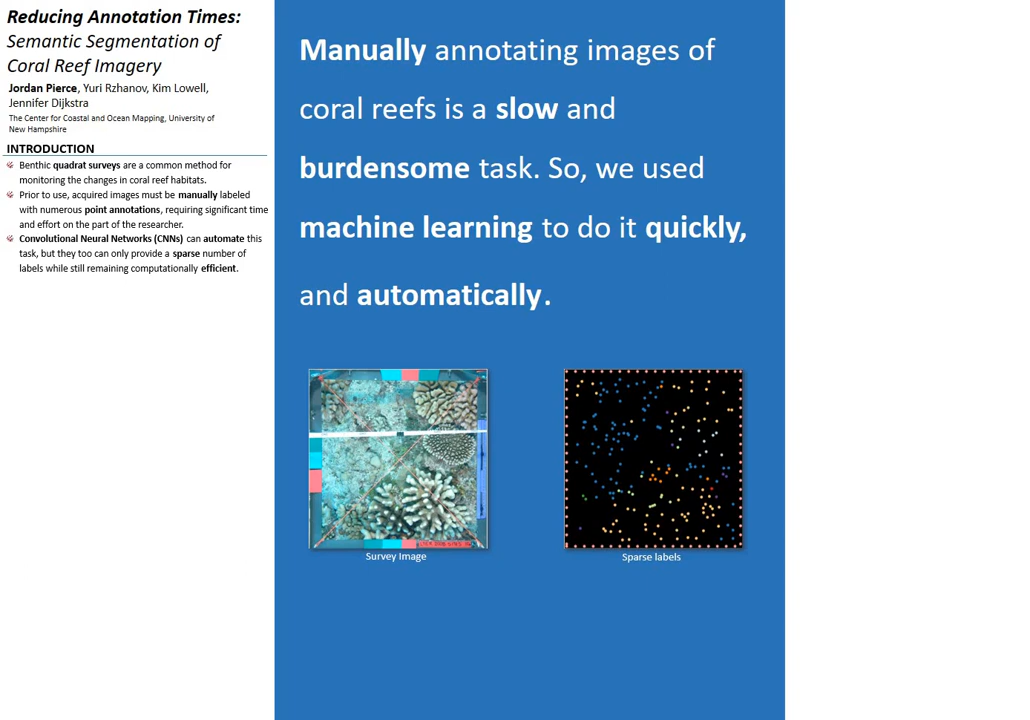 Reducing Annotation Times:
Semantic Segmentation of
Coral Reef Imagery
Jordan Pierce, Yuri Rzhanov, Kim Lowell,
Jennifer Dijkstra
The Center for Coastal and Ocean Mapping, University of
New Hampshire
INTRODUCTION
Benthic quadrat surveys are a common method for
monitoring the changes in coral reef habitats.
Prior to use, acquired images must be manually labeled
with numerous point annotations, requiring significant time
and effort on the part of the researcher.
Convolutional Neural Networks (CNNs) can automate this
task, but they too can only provide a sparse number of
labels while still remaining computationally efficient.
Manually annotating images of
coral reefs is a slow and
burdensome task. So, we used
machine learning to do it quickly,
and automatically.
Survey Image
Sparse labels